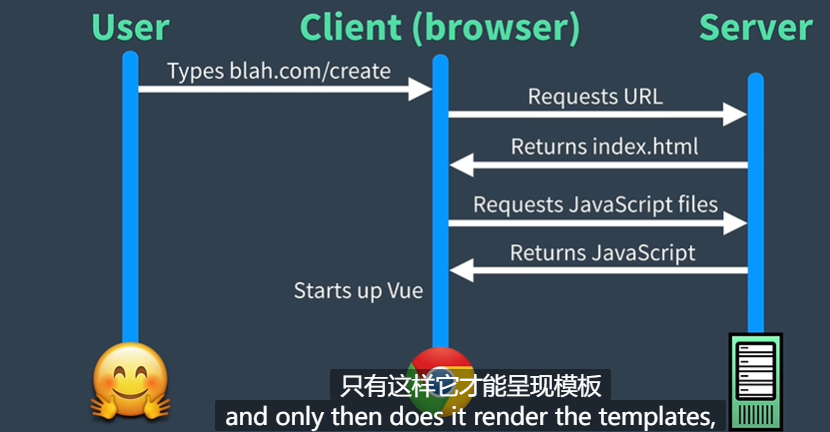 User
Client (browser)
Server
Types blah.com/create
Requests URL
Returns index.html
Requests JavaScript files
Returns JavaScript
Starts up Vue
只有这样它才能呈现模板
and only then does it render the templates,